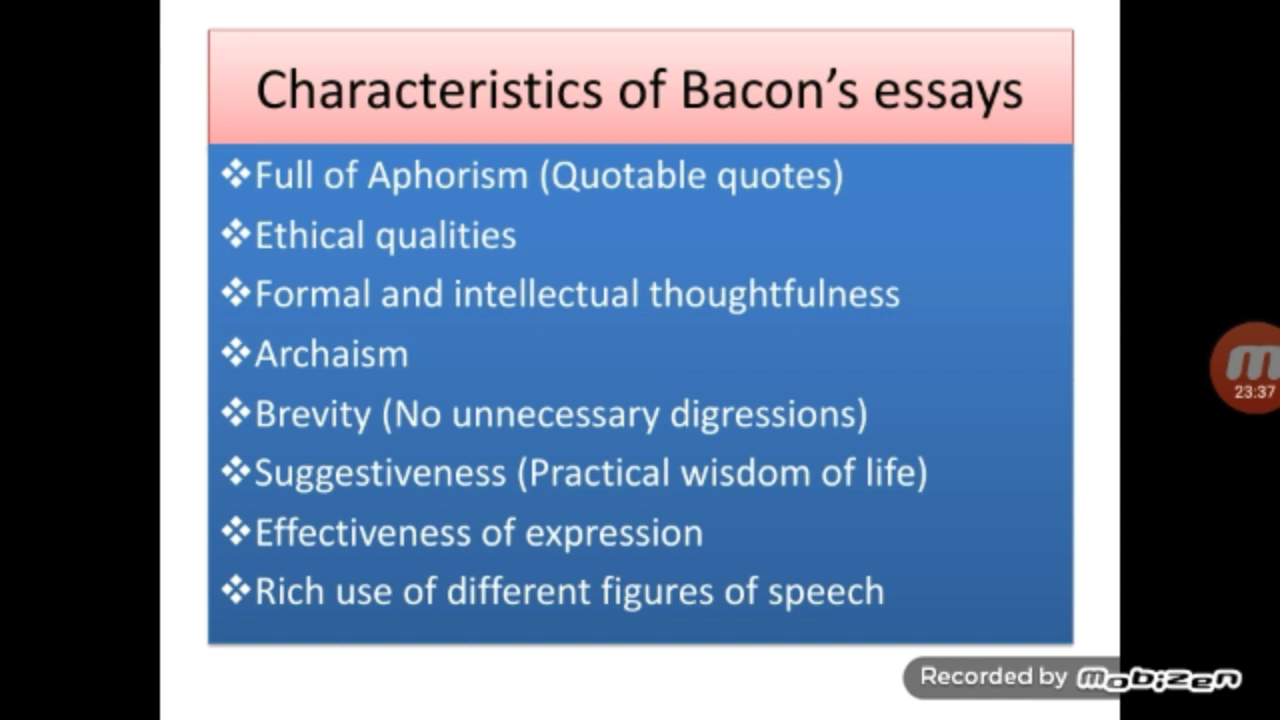 Characteristics of Bacon's essays
❖Full of Aphorism (Quotable quotes)
❖Ethical qualities
❖Formal and intellectual thoughtfulness
❖Archaism
❖Brevity (No unnecessary digressions)
❖Suggestiveness (Practical wisdom of life)
❖Effectiveness of expression
❖Rich use of different figures of speech
m
23:37
Recorded by mobizen